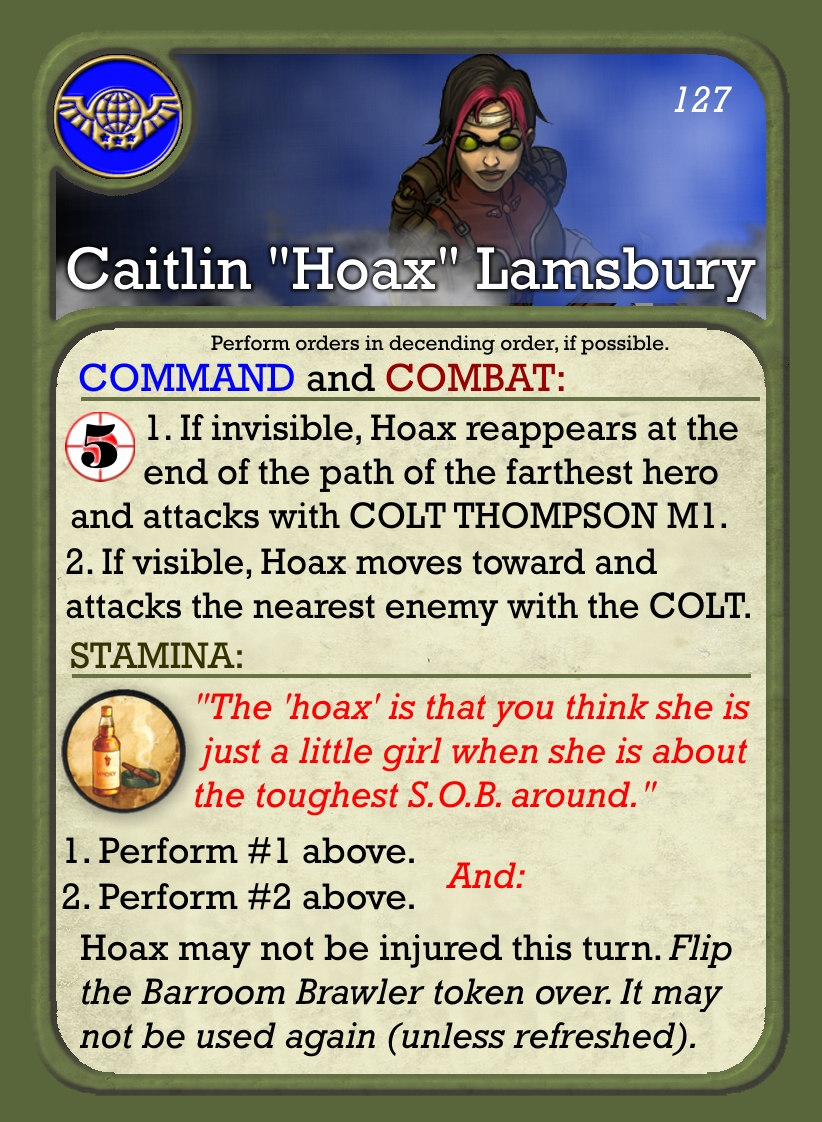 127
Caitlin "Hoax" Lamsbury
Perform orders in decending order, if possible.
COMMAND and COMBAT:
5 1. If invisible, Hoax reappears at the
end of the path of the farthest hero
and attacks with COLT THOMPSON M1.
2. If visible, Hoax moves toward and
attacks the nearest enemy with the COLT.
STAMINA:
"The 'hoax' is that you think she is
just a little girl when she is about
the toughest S.O.B. around."
1. Perform #1 above.
2. Perform #2 above.
And:
Hoax may not be injured this turn. Flip
the Barroom Brawler token over. It may
not be used again (unless refreshed).